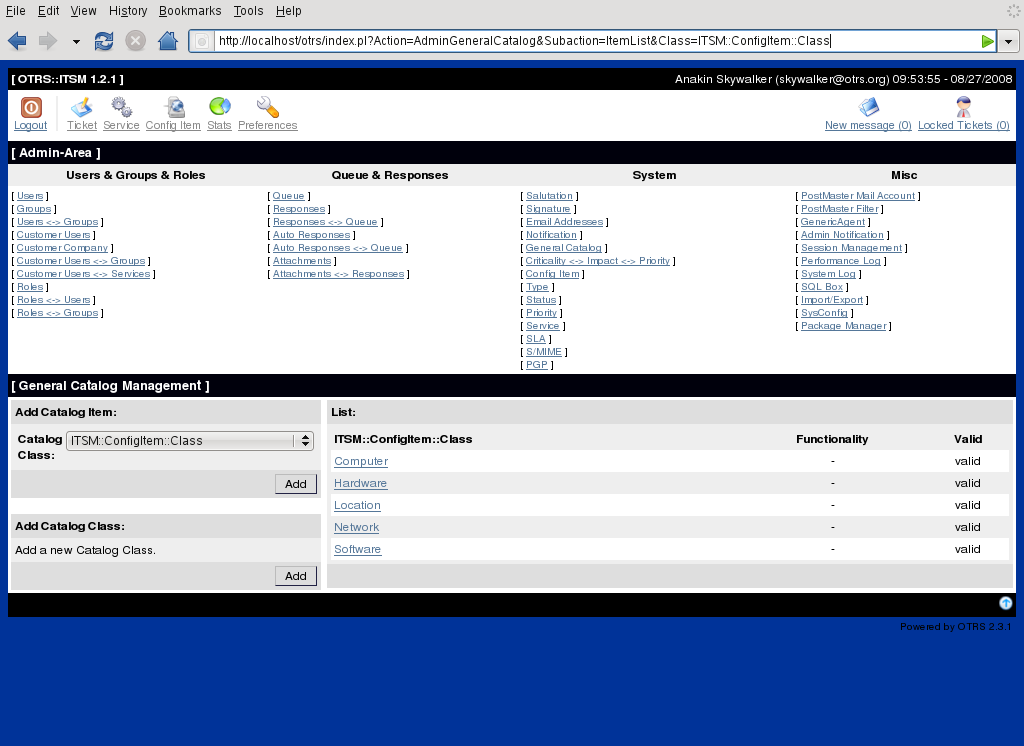 File Edit View History Bookmarks Tools Help
http://localhost/otrs/index.pl?Action=AdminGeneralCatalog&Subaction=ItemList&Class=ITSM::ConfigItem::Class
[ OTRS::ITSM 1.2.1 ] Anakin Skywalker (skywalker@otrs.org) 09:53:55 - 08/27/2008
Logout Ticket Service Config Item Stats Preferences New message (0) Locked Tickets (0)
[ Admin-Area ]
Users & Groups & Roles Queue & Responses System Misc
[ Users ] [ Queue ] [ Salutation ] [ PostMaster Mail Account ]
[ Groups ] [ Responses ] [ Signature ] [ PostMaster Filter ]
[ Users <-> Groups ] [ Responses <-> Queue ] [ Email Addresses ] [ GenericAgent ]
[ Customer Users ] [ Auto Responses ] [ Notification ] [ Admin Notification ]
[ Customer Company ] [ Auto Responses <-> Queue ] [ General Catalog ] [ Session Management ]
[ Customer Users <-> Groups ] [ Attachments ] [ Criticality <-> Impact <-> Priority ] [ Performance Log ]
[ Customer Users <-> Services ] [ Attachments <-> Responses ] [ Config Item ] [ System Log ]
[ Roles ] [ Type ] [ SQL Box ]
[ Roles <-> Users ] [ Status ] [ Import/Export ]
[ Roles <-> Groups ] [ Priority ] [ SysConfig ]
[ Service ] [ Package Manager ]
[ SLA ]
[ S/MIME ]
[ PGP ]
[ General Catalog Management ]
Add Catalog Item:
Catalog Class: ITSM::ConfigItem::Class
Add
Add Catalog Class:
Add a new Catalog Class.
Add
List:
ITSM::ConfigItem::Class Functionality Valid
Computer - valid
Hardware - valid
Location - valid
Network - valid
Software - valid
Powered by OTRS 2.3.1